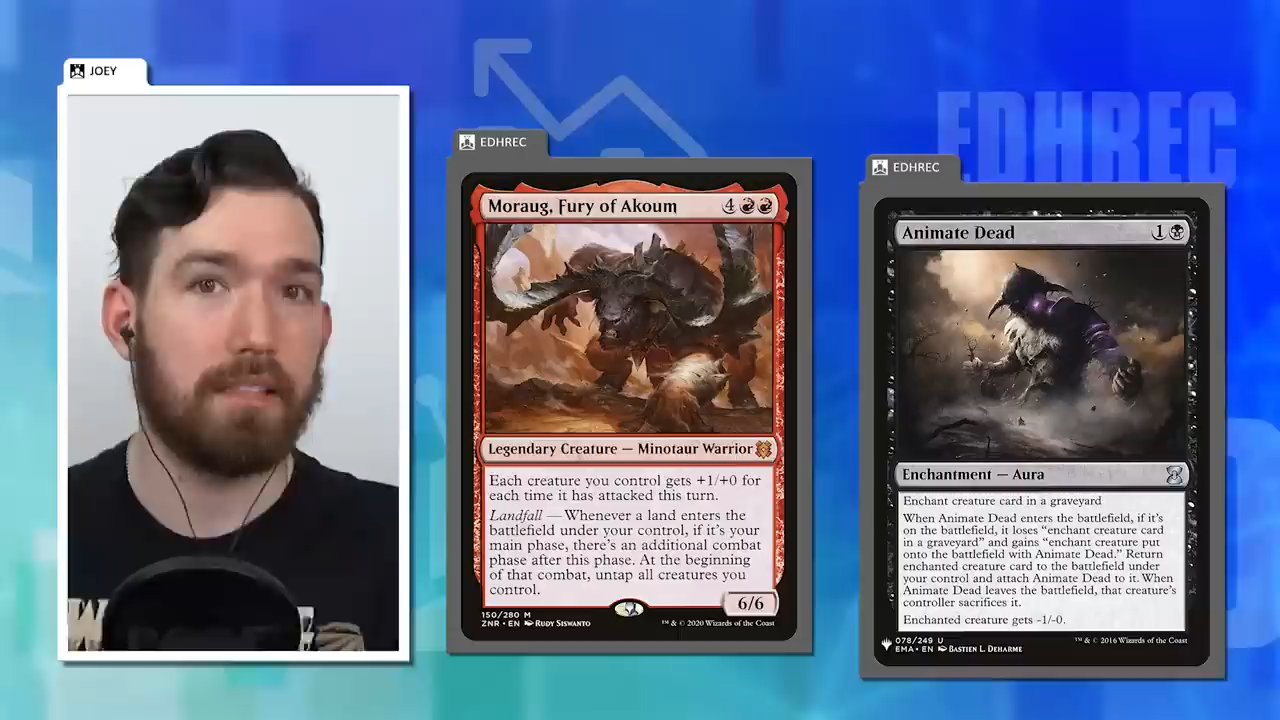 JOEY
EDHREC
EDHREC
Moraug, Fury of Akoum 4
Legendary Creature — Minotaur Warrior
Each creature you control gets +1/+0 for
each time it has attacked this turn.
Landfall — Whenever a land enters the
battlefield under your control, if it's your
main phase, there's an additional combat
phase after this phase. At the beginning
of that combat, untap all creatures you
control.
6/6
150/280 M
ZNR • EN Rudy Siswanto
™ & © 2020 Wizards of the Coast
EDHREC
Animate Dead 1
Enchantment — Aura
Enchant creature card in a graveyard
When Animate Dead enters the battlefield, if it's
on the battlefield, it loses “enchant creature card
in a graveyard” and gains “enchant creature put
onto the battlefield with Animate Dead.” Return
enchanted creature card to the battlefield under
your control and attach Animate Dead to it. When
Animate Dead leaves the battlefield, that creature's
controller sacrifices it.
Enchanted creature gets -1/-0.
078/249 U
EMA • EN Bastien L. Deharme
™ & © 2016 Wizards of the Coast